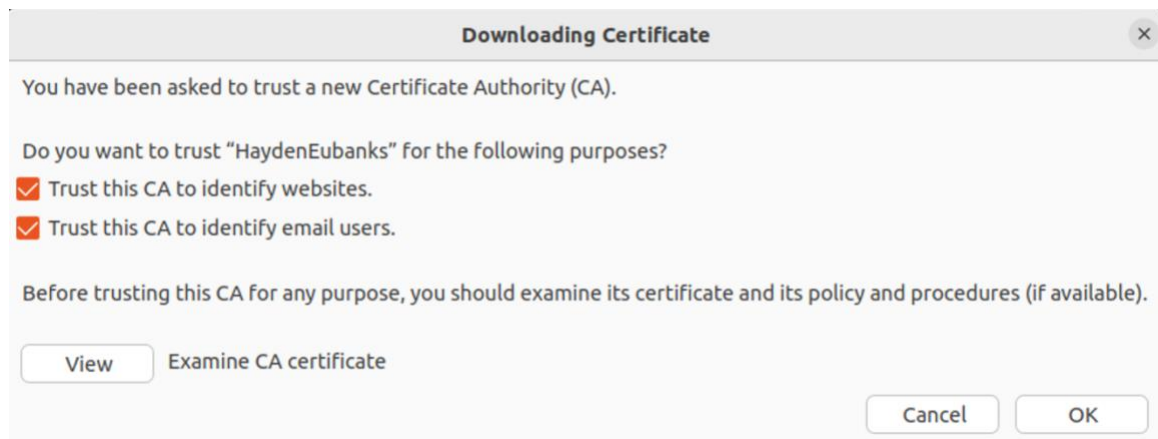 Downloading Certificate
You have been asked to trust a new Certificate Authority (CA).
Do you want to trust “HaydenEubanks” for the following purposes?
Trust this CA to identify websites.
Trust this CA to identify email users.
Before trusting this CA for any purpose, you should examine its certificate and its policy and procedures (if available).
View Examine CA certificate
Cancel OK